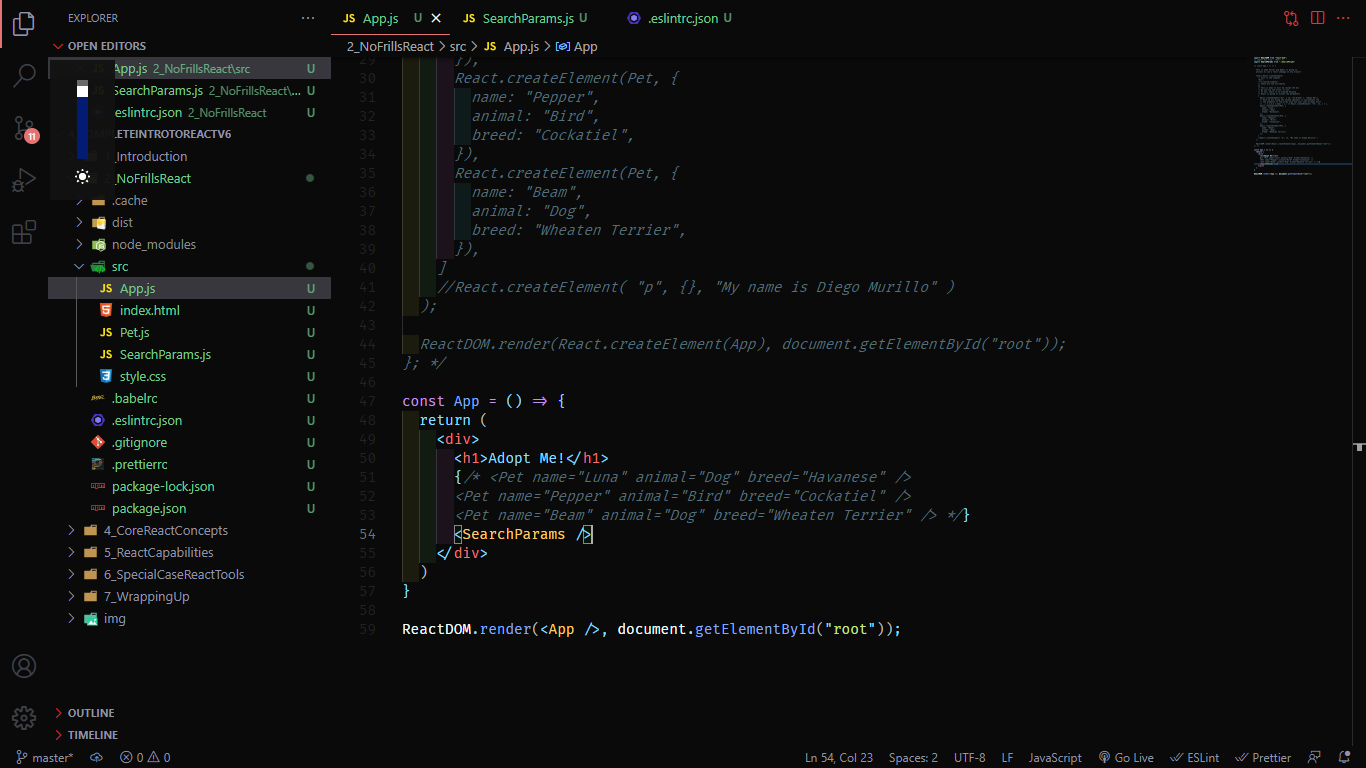 EXPLORER
OPEN EDITORS
App.js 2_NoFrillsReact\src U
SearchParams.js 2_NoFrillsReact\... U
.eslintrc.json 2_NoFrillsReact U
PLETEINTROTOREACTV6
_Introduction
_NoFrillsReact
.cache
dist
node_modules
src
JS App.js U
index.html U
JS Pet.js U
JS SearchParams.js U
style.css U
.babelrc U
.eslintrc.json U
.gitignore U
.prettierrc U
package-lock.json U
package.json U
4_CoreReactConcepts
5_ReactCapabilities
6_SpecialCaseReactTools
7_WrappingUp
img
OUTLINE
TIMELINE
11
JS App.js U
JS SearchParams.js U
.eslintrc.json U
2_NoFrillsReact > src > JS App.js > App
29 }),
30 React.createElement(Pet, {
31 name: "Pepper",
32 animal: "Bird",
33 breed: "Cockatiel",
34 }),
35 React.createElement(Pet, {
36 name: "Beam",
37 animal: "Dog",
38 breed: "Wheaten Terrier",
39 }),
40 ]
41 //React.createElement( "p", {}, "My name is Diego Murillo" )
42 );
43
44 ReactDOM.render(React.createElement(App), document.getElementById("root"));
45 }; */
46
47 const App = () => {
48 return (
49 <div>
50 <h1>Adopt Me!</h1>
51 {/* <Pet name="Luna" animal="Dog" breed="Havanese" />
52 <Pet name="Pepper" animal="Bird" breed="Cockatiel" />
53 <Pet name="Beam" animal="Dog" breed="Wheaten Terrier" /> */}
54 <SearchParams />
55 </div>
56 )
57 }
58
59 ReactDOM.render(<App />, document.getElementById("root"));
master* 0 0 Ln 54, Col 23 Spaces: 2 UTF-8 LF JavaScript Go Live ESLint Prettier